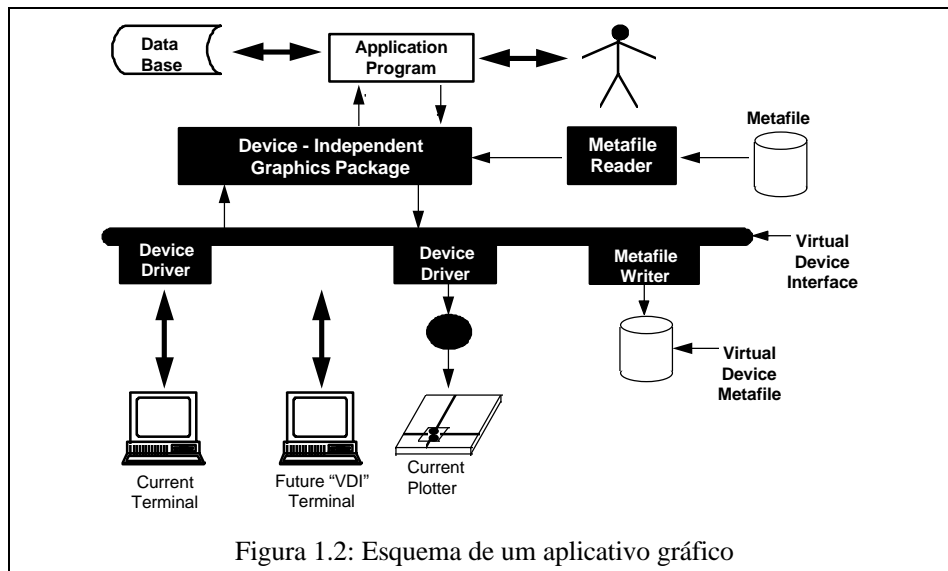 Data
Base
Application
Program
Metafile
Device - Independent
Graphics Package
Metafile
Reader
Device
Driver
Device
Driver
Metafile
Writer
Virtual
Device
Interface
Virtual
Device
Metafile
Current
Terminal
Future “VDI”
Terminal
Current
Plotter
Figura 1.2: Esquema de um aplicativo gráfico